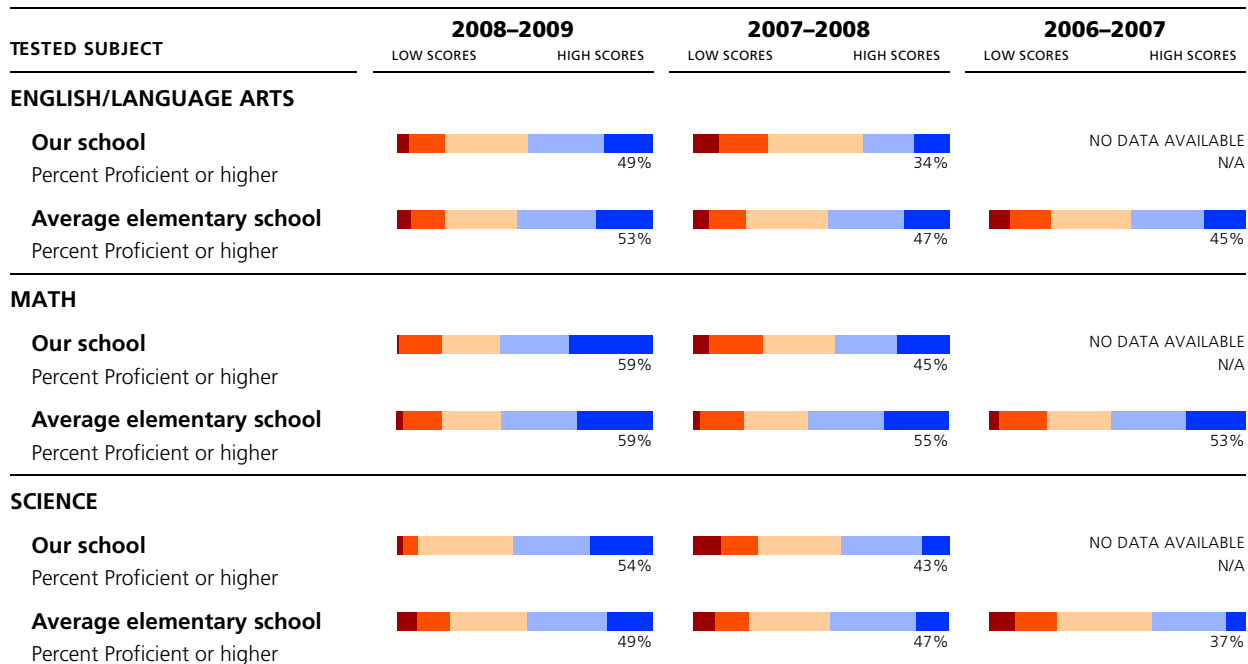 2008–2009 2007–2008 2006–2007
TESTED SUBJECT LOW SCORES HIGH SCORES LOW SCORES HIGH SCORES LOW SCORES HIGH SCORES
ENGLISH/LANGUAGE ARTS
Our school NO DATA AVAILABLE
Percent Proficient or higher 49% 34% N/A
Average elementary school
Percent Proficient or higher 53% 47% 45%
MATH
Our school NO DATA AVAILABLE
Percent Proficient or higher 59% 45% N/A
Average elementary school
Percent Proficient or higher 59% 55% 53%
SCIENCE
Our school NO DATA AVAILABLE
Percent Proficient or higher 54% 43% N/A
Average elementary school
Percent Proficient or higher 49% 47% 37%